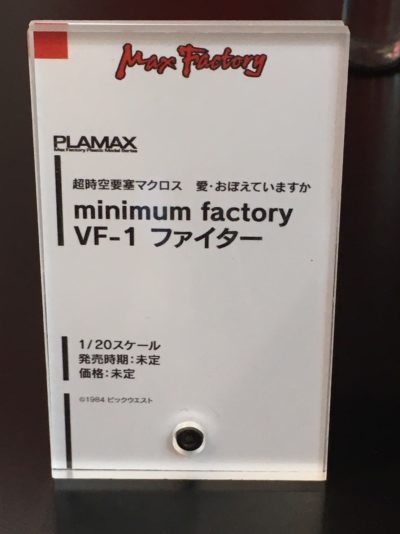 Max Factory
PLAMAX
Max Factory Plastic Model Series
超時空要塞マクロス 愛・おぼえていますか
minimum factory
VF-1 ファイター
1/20スケール
発売時期：未定
価格：未定
©1984 ビックウエスト